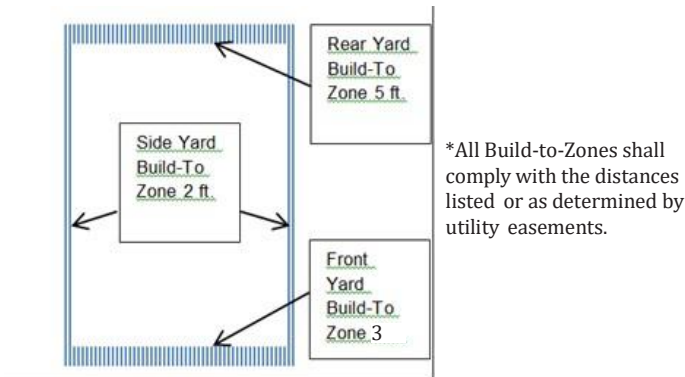 Rear Yard
Build-To
Zone 5 ft.
Side Yard
Build-To
Zone 2 ft.
*All Build-to-Zones shall
comply with the distances
listed or as determined by
utility easements.
Front
Yard
Build-To
Zone 3